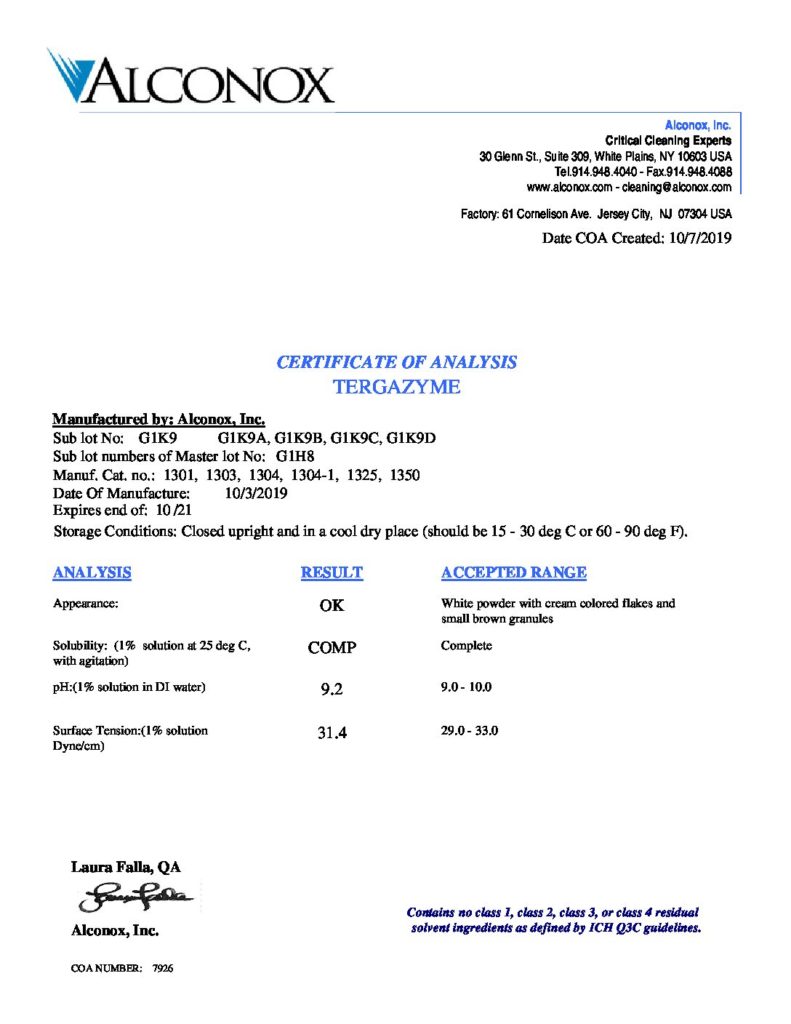 ALCONOX
Alconox, Inc.
Critical Cleaning Experts
30 Glenn St., Suite 309, White Plains, NY 10603 USA
Tel.914.948.4040 - Fax.914.948.4088
www.alconox.com - cleaning@alconox.com
Factory: 61 Cornelison Ave. Jersey City, NJ 07304 USA
Date COA Created: 10/7/2019
CERTIFICATE OF ANALYSIS
TERGAZYME
Manufactured by: Alconox, Inc.
Sub lot No: G1K9 G1K9A, G1K9B, G1K9C, G1K9D
Sub lot numbers of Master lot No: G1H8
Manuf. Cat. no.: 1301, 1303, 1304, 1304-1, 1325, 1350
Date Of Manufacture: 10/3/2019
Expires end of: 10/21
Storage Conditions: Closed upright and in a cool dry place (should be 15 - 30 deg C or 60 - 90 deg F).
ANALYSIS RESULT ACCEPTED RANGE
Appearance: OK White powder with cream colored flakes and
small brown granules
Solubility: (1% solution at 25 deg C, COMP Complete
with agitation)
pH:(1% solution in DI water) 9.2 9.0 - 10.0
Surface Tension:(1% solution 31.4 29.0 - 33.0
Dyne/cm)
Laura Falla, QA
Laura Falla
Alconox, Inc.
Contains no class 1, class 2, class 3, or class 4 residual
solvent ingredients as defined by ICH Q3C guidelines.
COA NUMBER: 7926